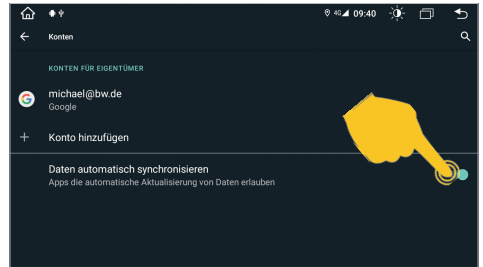 4G 09:40
Konten
KONTEN FÜR EIGENTÜMER
michael@bw.de
Google
Konto hinzufügen
Daten automatisch synchronisieren
Apps die automatische Aktualisierung von Daten erlauben